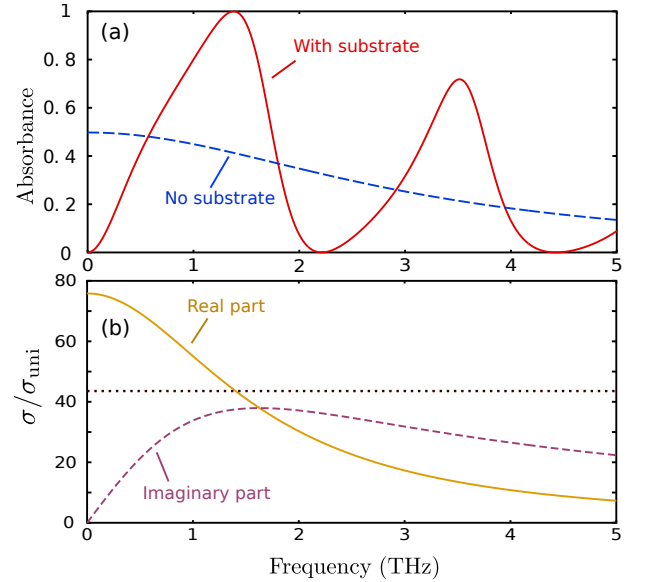 1
(a)
With substrate
0.8
0.6
Absorbance
0.4
No substrate
0.2
0
0 1 2 3 4 5
80
Real part
(b)
60
σ/σuni
40
20
Imaginary part
0
0 1 2 3 4 5
Frequency (THz)